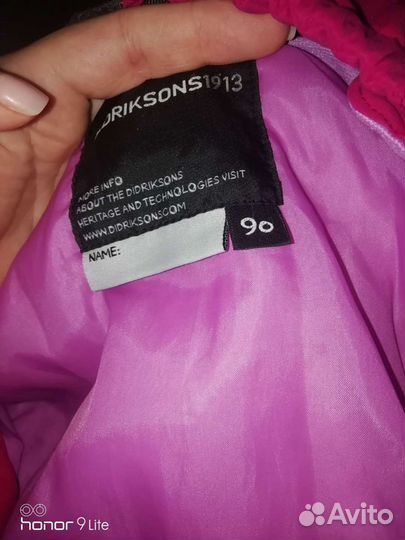 DIDRIKSONS1913
MORE INFO
ABOUT THE DIDRIKSONS
HERITAGE AND TECHNOLOGIES VISIT
WWW.DIDRIKSONS.COM
NAME:
90
honor 9 Lite
Avito